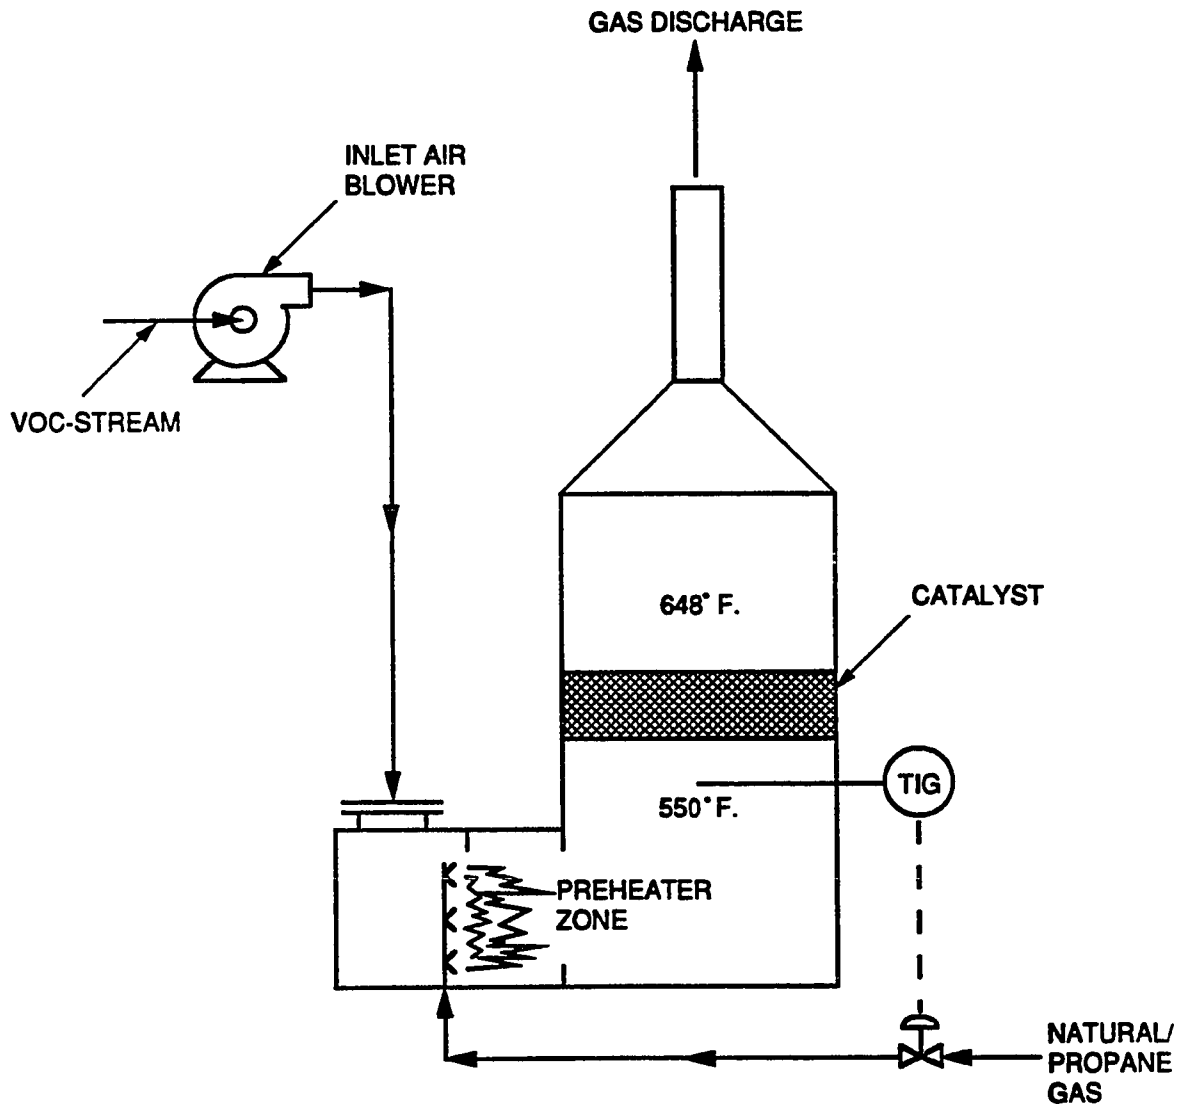 GAS DISCHARGE
INLET AIR
BLOWER
VOC-STREAM
648° F.
CATALYST
TIG
550° F.
PREHEATER
ZONE
NATURAL/
PROPANE
GAS